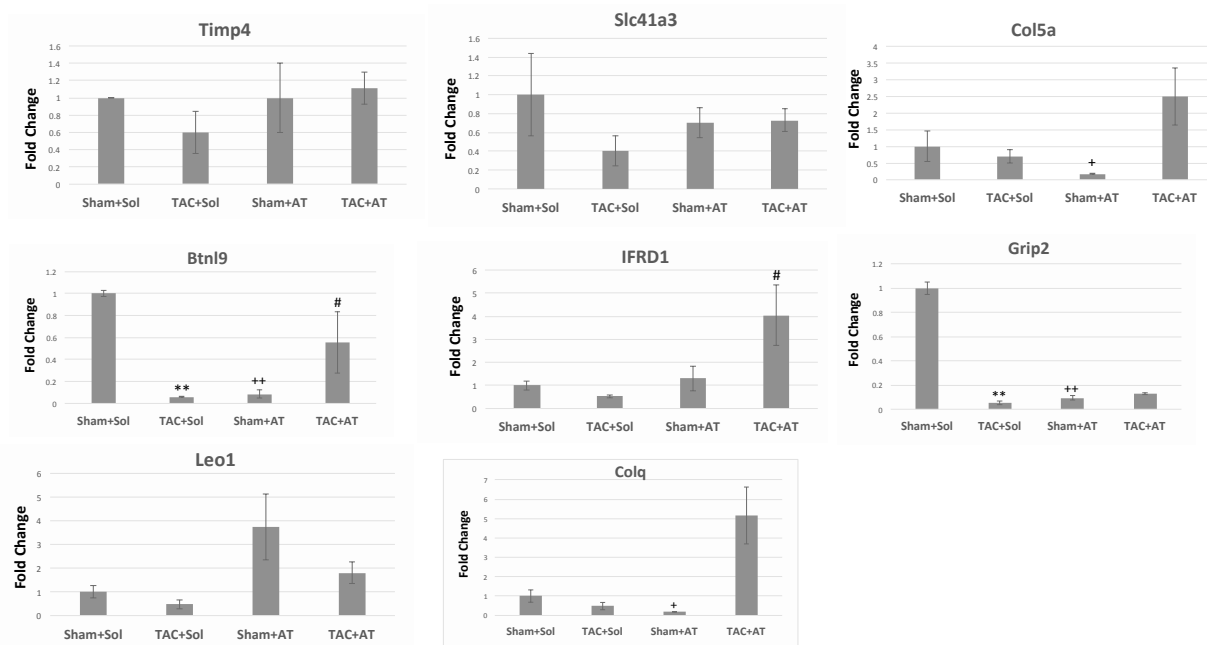 Timp4
Fold Change
1.6
1.4
1.2
1
0.8
0.6
0.4
0.2
0
Sham+Sol TAC+Sol Sham+AT TAC+AT
Slc41a3
Fold Change
1.6
1.4
1.2
1
0.8
0.6
0.4
0.2
0
Sham+Sol TAC+Sol Sham+AT TAC+AT
Col5a
Fold Change
4
3.5
3
2.5
2
1.5
1
0.5
0
+
Sham+Sol TAC+Sol Sham+AT TAC+AT
Btnl9
Fold Change
1.2
1
0.8
0.6
0.4
0.2
0
** ++ #
Sham+Sol TAC+Sol Sham+AT TAC+AT
IFRD1
Fold Change
6
5
4
3
2
1
0
#
Sham+Sol TAC+Sol Sham+AT TAC+AT
Grip2
Fold Change
1.2
1
0.8
0.6
0.4
0.2
0
** ++
Sham+Sol TAC+Sol Sham+AT TAC+AT
Leo1
Fold Change
6
5
4
3
2
1
0
Sham+Sol TAC+Sol Sham+AT TAC+AT
Colq
Fold Change
7
6
5
4
3
2
1
0
+
Sham+Sol TAC+Sol Sham+AT TAC+AT